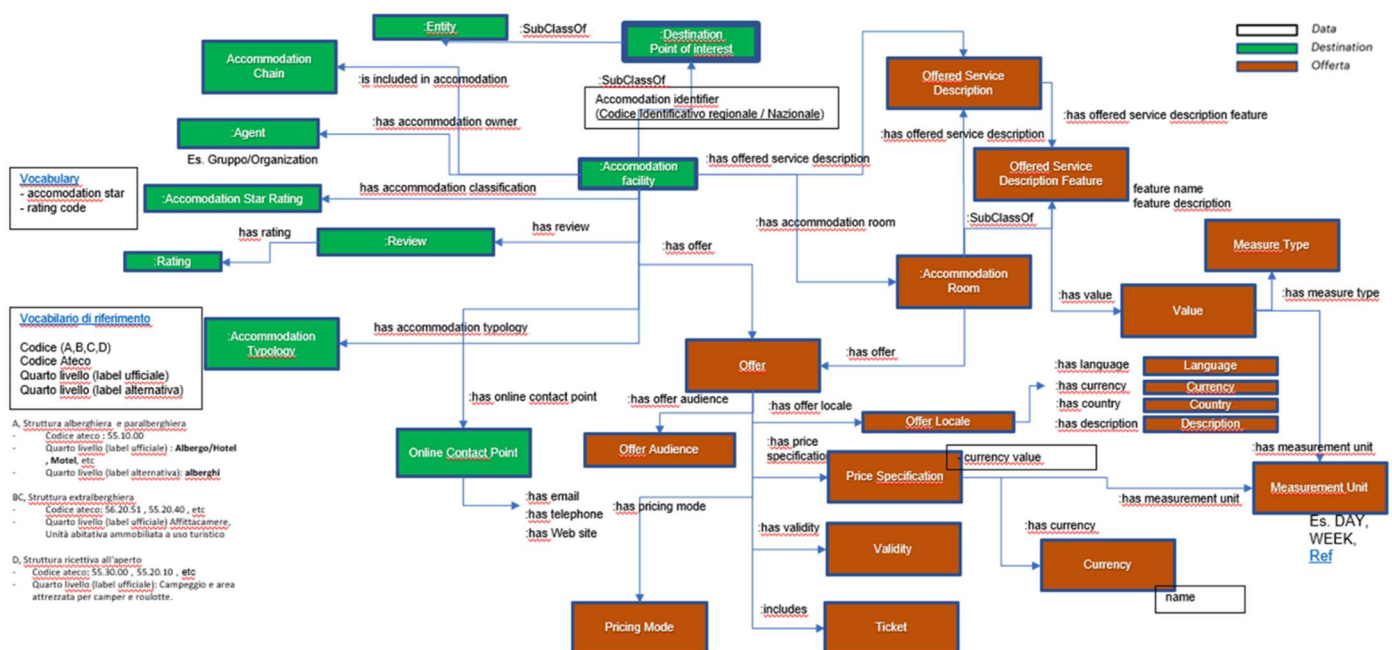 :Entity
:SubClassOf
:Destination
Point of interest
Data
Destination
Offerta
Accommodation
Chain
:is included in accomodation
:SubClassOf
Accomodation identifier
(Codice Identificativo regionale / Nazionale)
Offered Service
Description
:has offered service description feature
:Agent
:has accommodation owner
Es. Gruppo/Organization
:has offered service description
:Accomodation
facility
:has offered service description
Offered Service
Description Feature
feature name
feature description
Vocabulary
- accomodation star
- rating code
:Accomodation Star Rating
has accommodation classification
:has accommodation room
:SubClassOf
has rating
:Review
has review
:Rating
:has offer
:Accommodation
Room
Measure Type
:has value
Value
:has measure type
Vocabilario di riferimento
Codice (A,B,C,D)
Codice Ateco
Quarto livello (label ufficiale)
Quarto livello (label alternativa)
:Accommodation
Typology
has accommodation typology
Offer
:has offer
:has language
Language
:has currency
Currency
:has country
Country
:has description
Description
:has online contact point
:has offer audience
:has offer locale
Offer Locale
A, Struttura alberghiera e paralberghiera
- Codice ateco : 55.10.00
- Quarto livello (label ufficiale) : Albergo/Hotel
, Motel, etc
- Quarto livello (label alternativa): alberghi
Online Contact Point
Offer Audience
:has price
specification
- currency value
Price Specification
:has measurement unit
:has measurement unit
Measurement Unit
Es. DAY,
WEEK,
Ref
BC, Struttura extralberghiera
- Codice ateco: 56.20.51 , 55.20.40 , etc
- Quarto livello (label ufficiale) Affittacamere,
Unità abitativa ammobiliata a uso turistico
:has email
:has telephone
:has Web site
:has pricing mode
:has validity
Validity
:has currency
Currency
name
D, Struttura ricettiva all'aperto
- Codice ateco: 55.30.00 , 55.20.10 , etc
- Quarto livello (label ufficiale): Campeggio e area
attrezzata per camper e roulotte.
Pricing Mode
:includes
Ticket